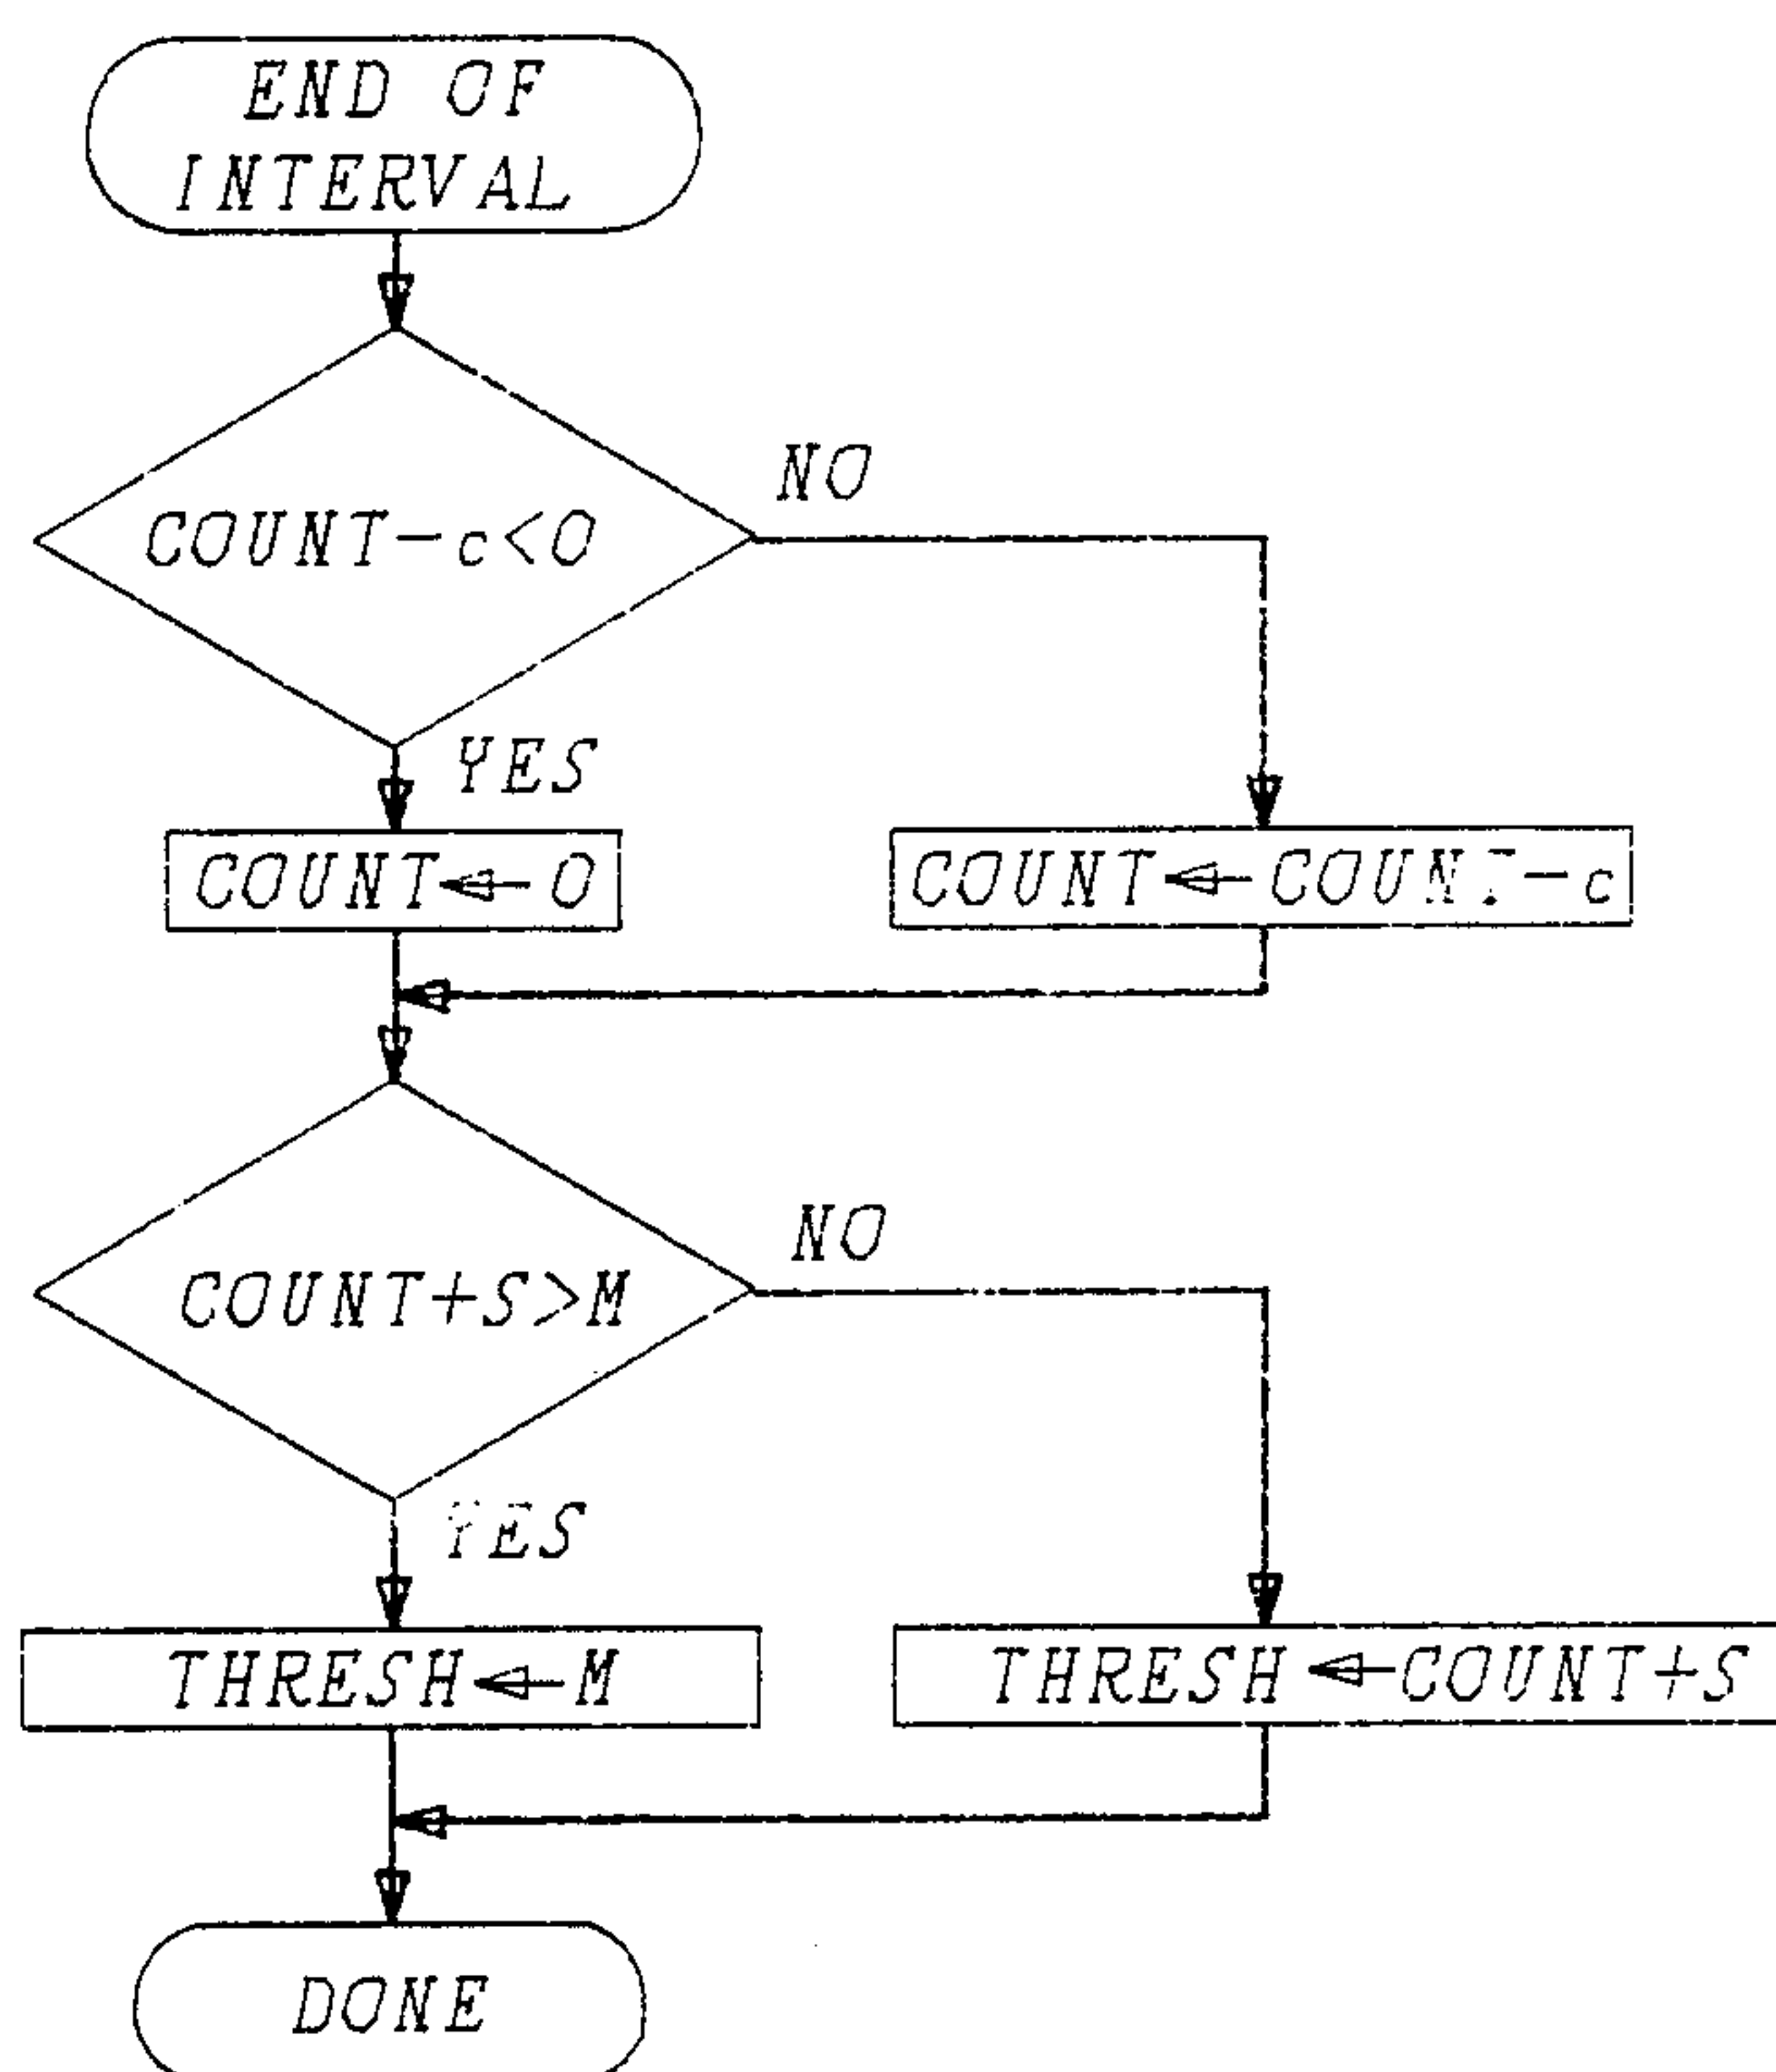 END OF
INTERVAL
COUNT-c<0
NO
YES
COUNT←0
COUNT←COUNT-c
COUNT+S>M
NO
YES
THRESH←M
THRESH←COUNT+S
DONE